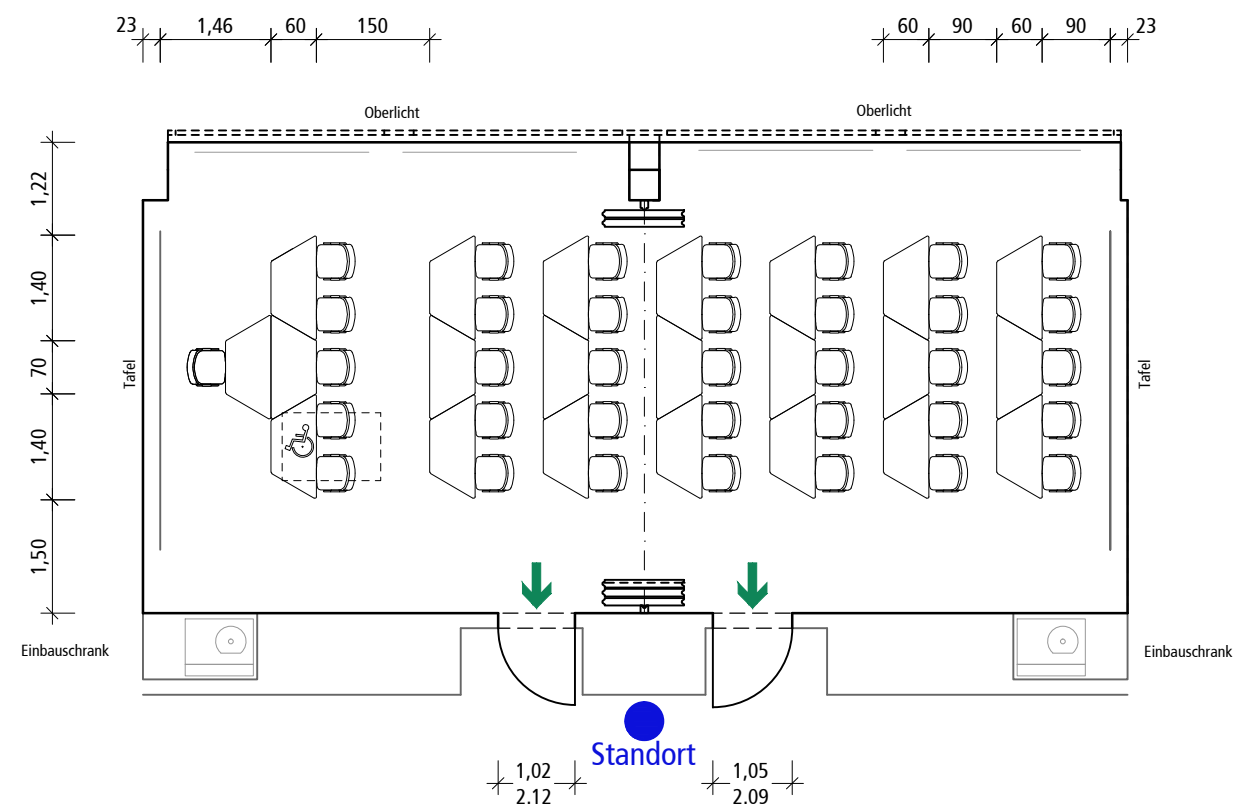 23 1,46 60 150 60 90 60 90 23
Oberlicht Oberlicht
1,22
1,40
70
1,40
1,50
Tafel Tafel
Einbauschrank Einbauschrank
Standort
1,02 1,05
2.12 2.09